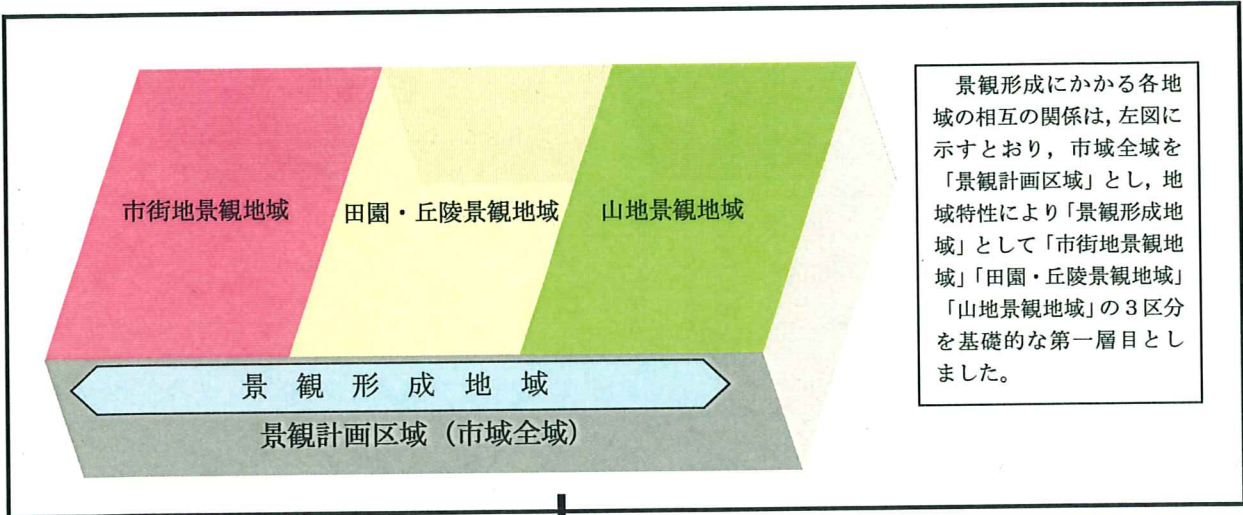 市街地景観地域
田園・丘陵景観地域
山地景観地域
景観形成地域
景観計画区域（市域全域）
景観形成にかかる各地
域の相互の関係は，左図に
示すとおり，市域全域を
「景観計画区域」とし，地
域特性により「景観形成地
域」として「市街地景観地
域」「田園・丘陵景観地域」
「山地景観地域」の３区分
を基礎的な第一層目とし
ました。